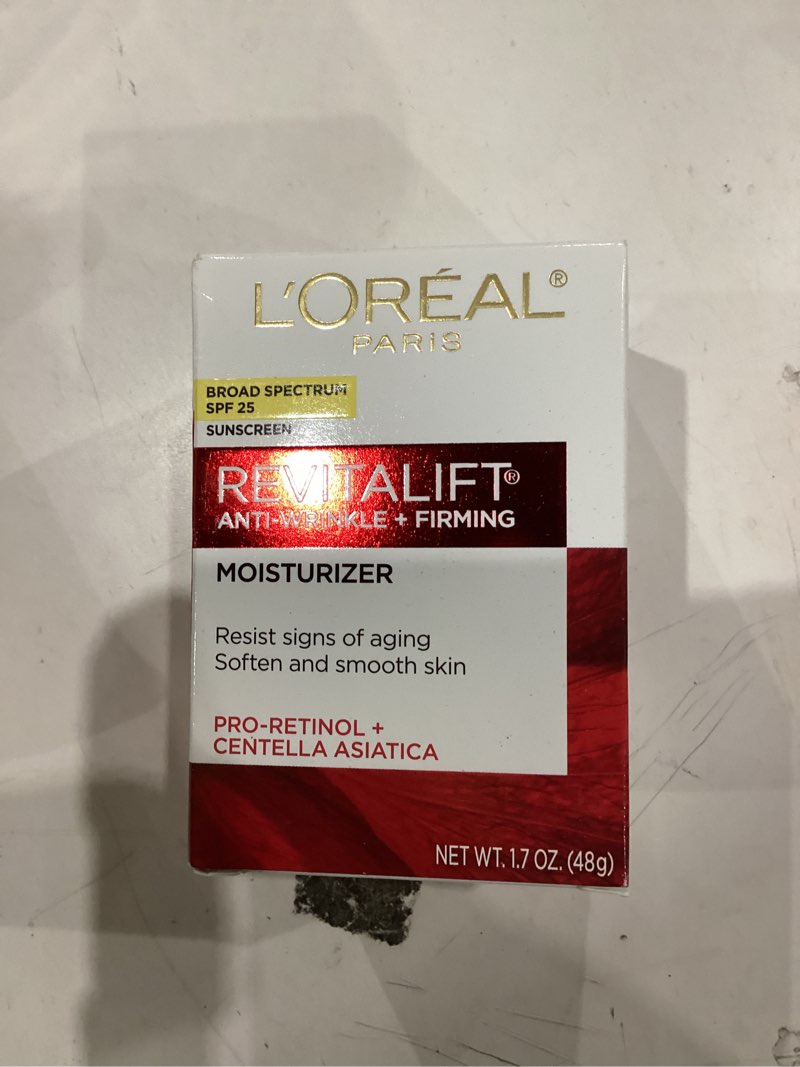 L'ORÉAL®
PARIS
BROAD SPECTRUM
SPF 25
SUNSCREEN
REVITALIFT®
ANTI-WRINKLE + FIRMING
MOISTURIZER
Resist signs of aging
Soften and smooth skin
PRO-RETINOL +
CENTELLA ASIATICA
NET WT. 1.7 OZ. (48g)